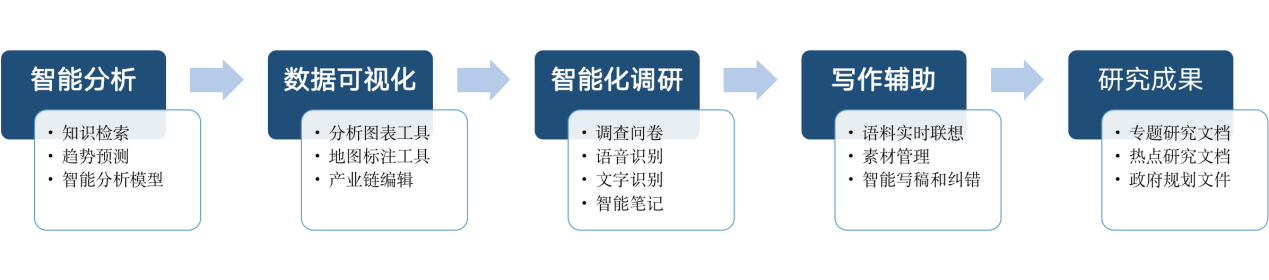 智能分析
• 知识检索
• 趋势预测
• 智能分析模型
数据可视化
• 分析图表工具
• 地图标注工具
• 产业链编辑
智能化调研
• 调查问卷
• 语音识别
• 文字识别
• 智能笔记
写作辅助
• 语料实时联想
• 素材管理
• 智能写稿和纠错
研究成果
• 专题研究文档
• 热点研究文档
• 政府规划文件